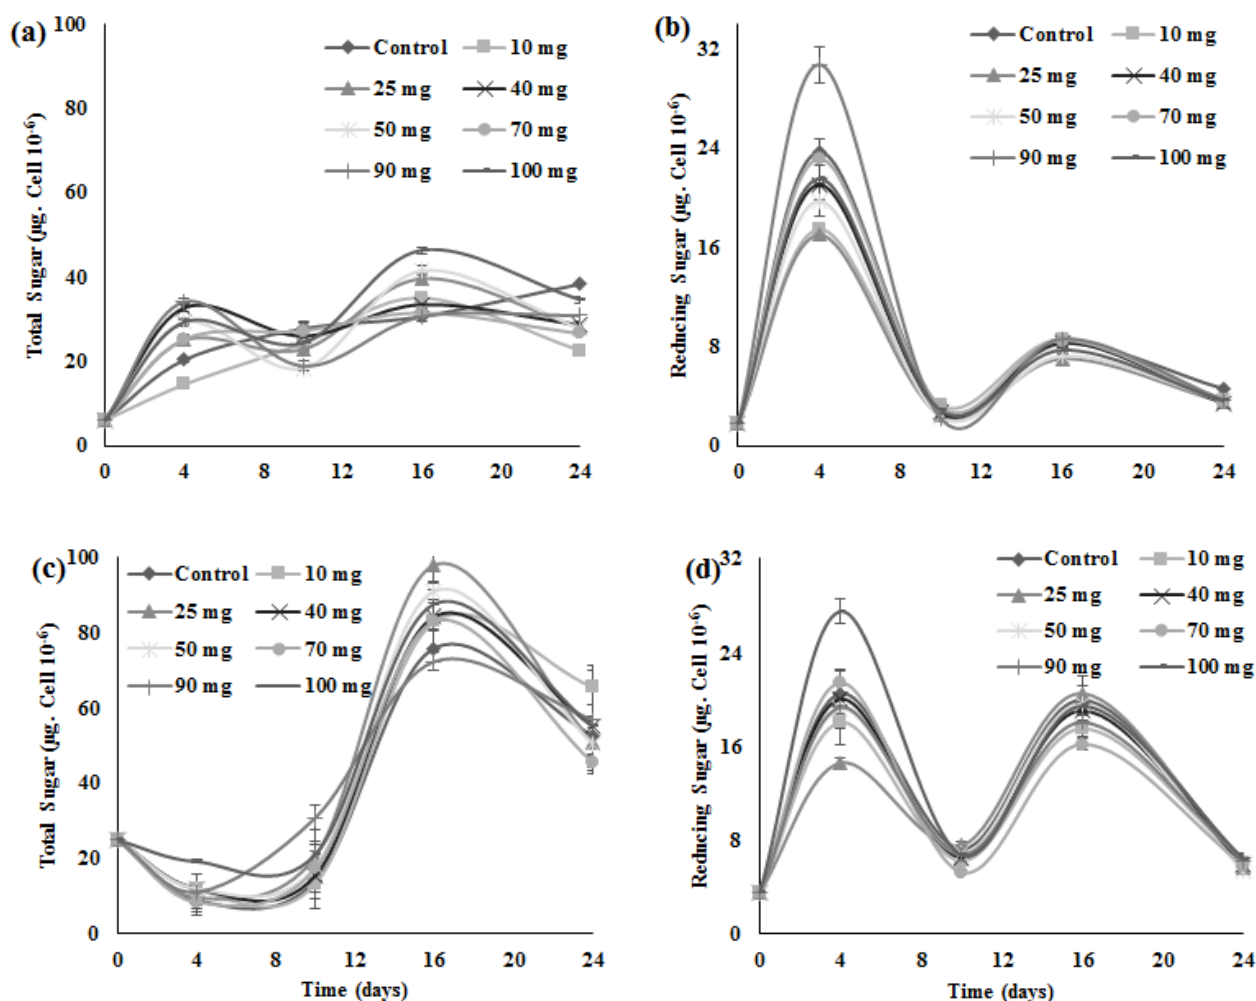 (a)
Total Sugar (µg. Cell 10⁻⁶)
100
80
60
40
20
0
0 4 8 12 16 20 24
Control 10 mg
25 mg 40 mg
50 mg 70 mg
90 mg 100 mg
(b)
Reducing Sugar (µg. Cell 10⁻⁶)
32
24
16
8
0
0 4 8 12 16 20 24
Control 10 mg
25 mg 40 mg
50 mg 70 mg
90 mg 100 mg
(c)
Total Sugar (µg. Cell 10⁻⁶)
100
80
60
40
20
0
0 4 8 12 16 20 24
Time (days)
Control 10 mg
25 mg 40 mg
50 mg 70 mg
90 mg 100 mg
(d)
Reducing Sugar (µg. Cell 10⁻⁶)
32
24
16
8
0
0 4 8 12 16 20 24
Time (days)
Control 10 mg
25 mg 40 mg
50 mg 70 mg
90 mg 100 mg